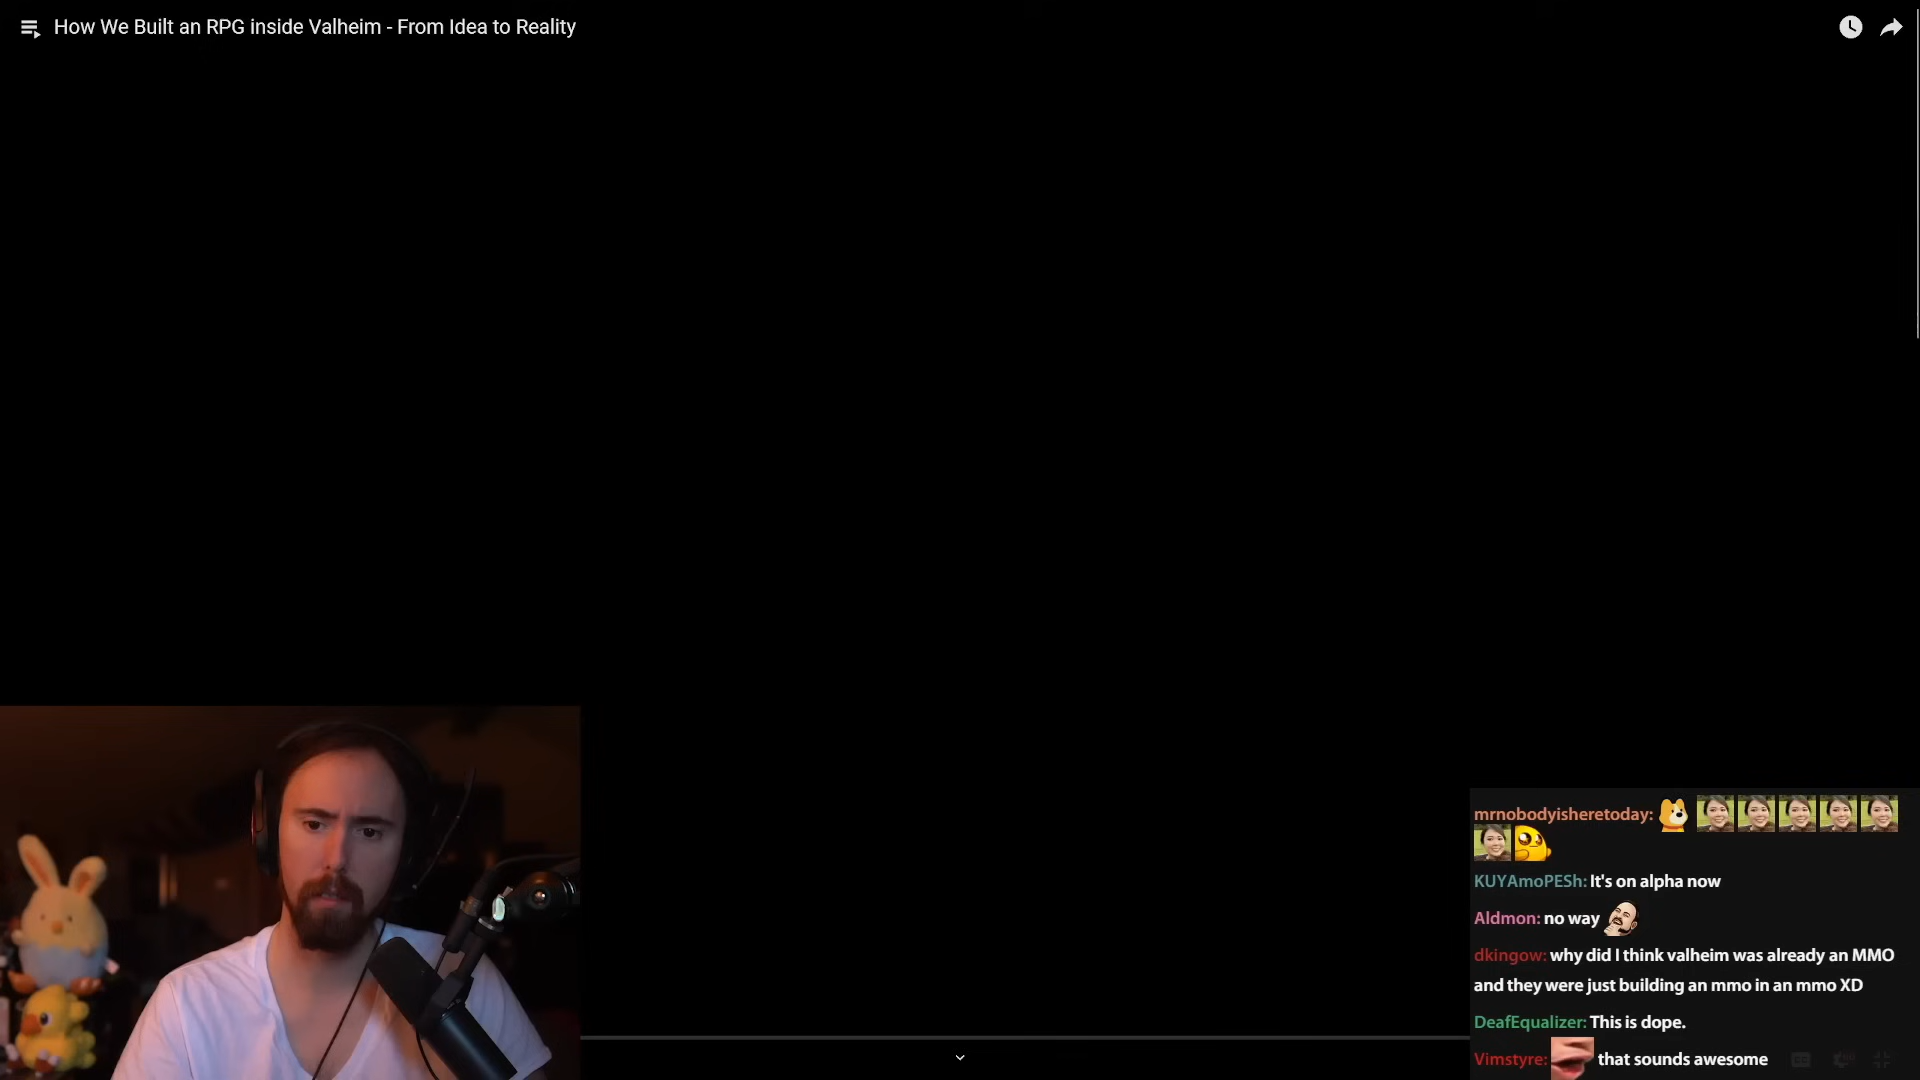 How We Built an RPG inside Valheim - From Idea to Reality
mrnobodyisheretoday:
KUYAmoPESh: It's on alpha now
Aldmon: no way
dkingow: why did I think valheim was already an MMO
and they were just building an mmo in an mmo XD
DeafEqualizer: This is dope.
Vimstyre: that sounds awesome